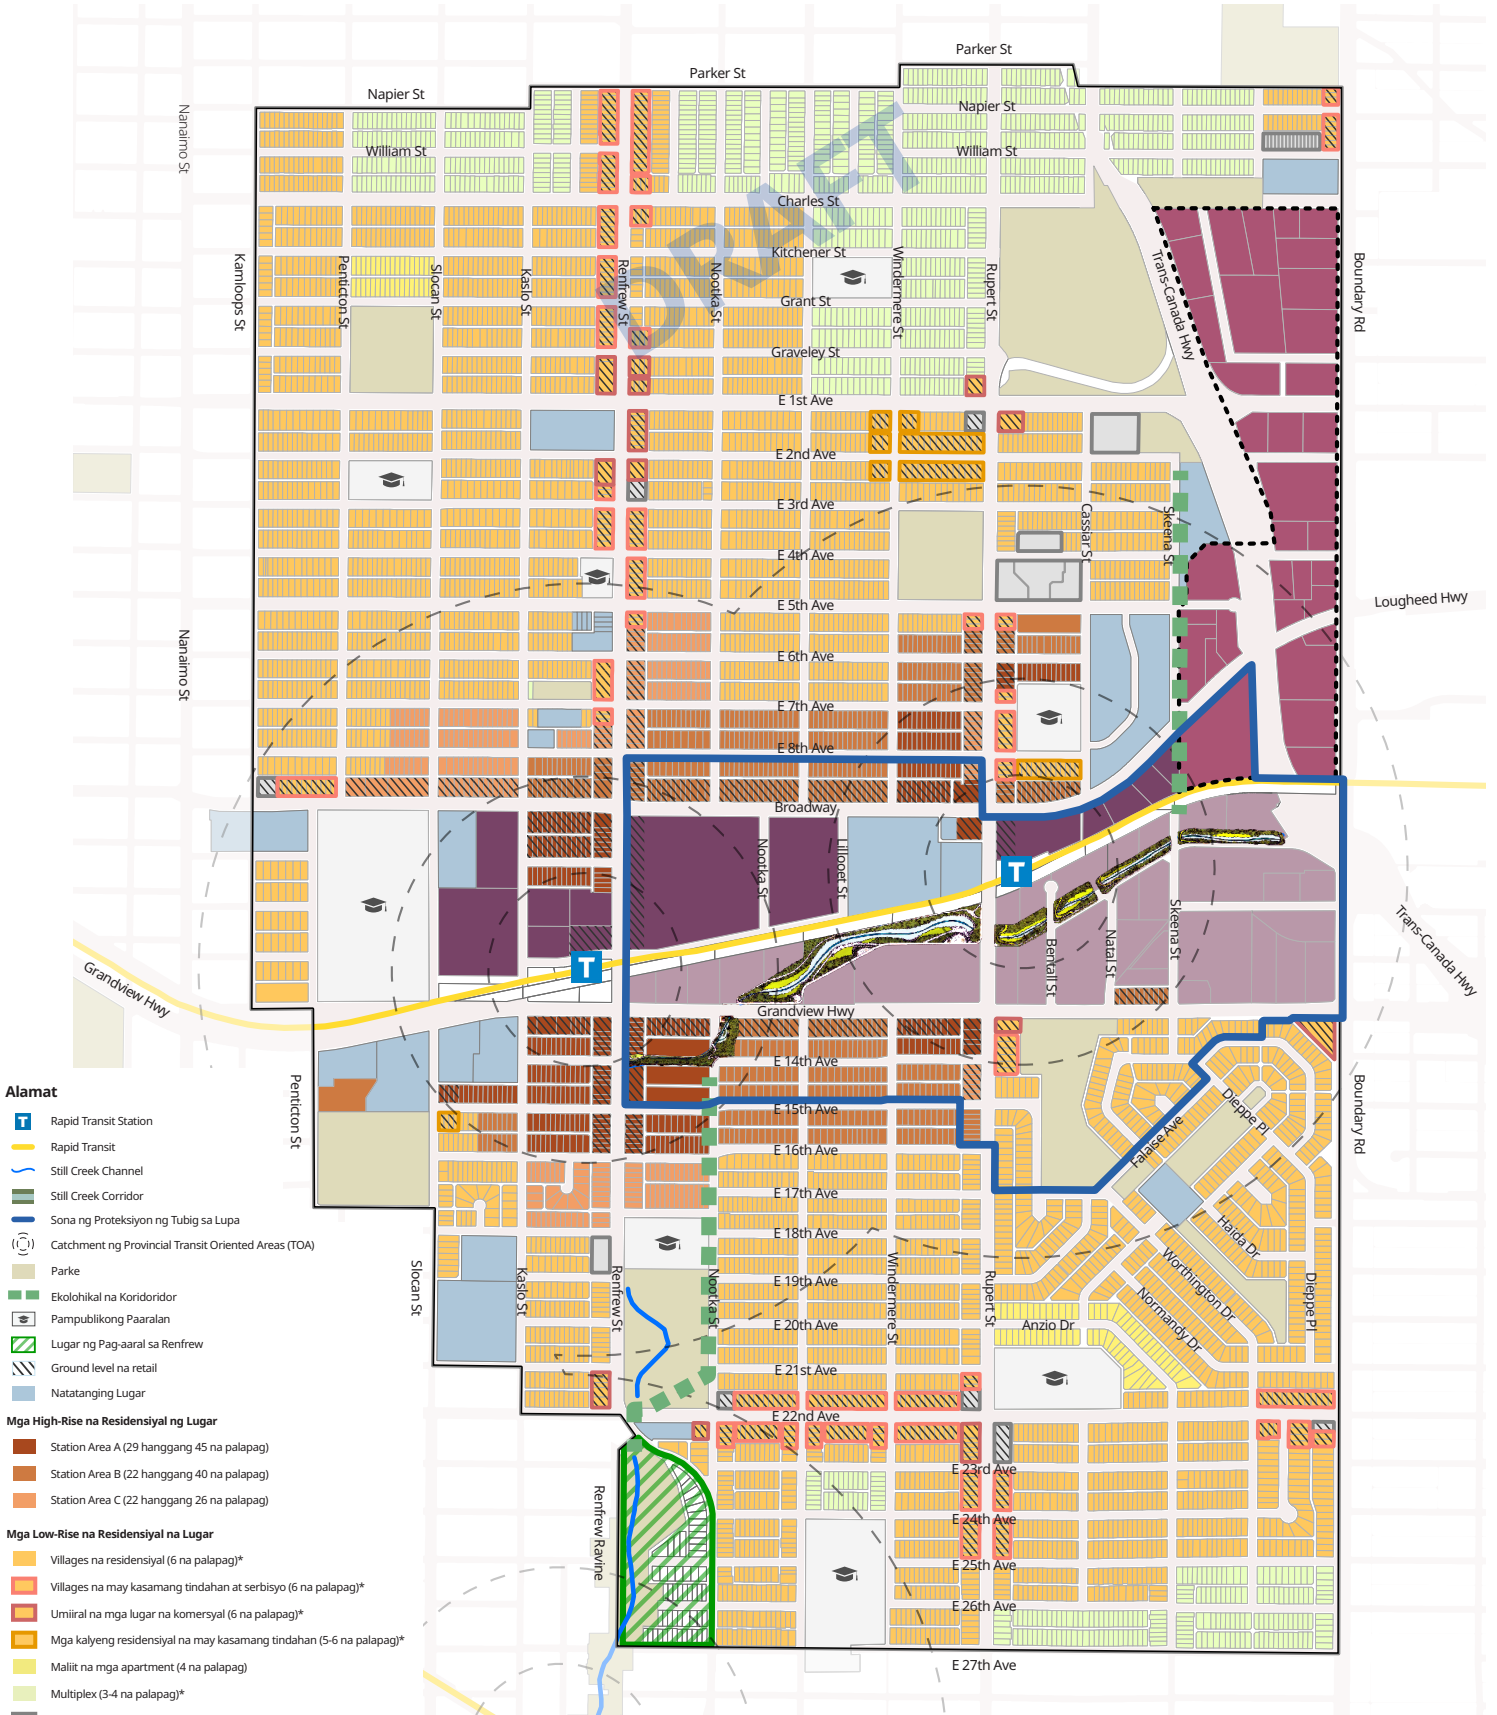 Parker St
Parker St
Napier St
Napier St
Nanaimo St
William St
William St
DRAFT
Charles St
Kitchener St
Kamloops St
Penticton St
Slocan St
Kaslo St
Renfrew St
Nootka St
Windermere St
Rupert St
Trans-Canada Hwy
Boundary Rd
Grant St
Graveley St
E 1st Ave
E 2nd Ave
E 3rd Ave
Cassiar St
Skeena St
E 4th Ave
E 5th Ave
Lougheed Hwy
Nanaimo St
E 6th Ave
E 7th Ave
E 8th Ave
Broadway
Nootka St
Lillooet St
T
Skeena St
Bentall St
Natal St
Trans-Canada Hwy
T
Grandview Hwy
Grandview Hwy
E 14th Ave
Penticton St
Boundary Rd
E 15th Ave
Dieppe Pl
Falaise Ave
E 16th Ave
E 17th Ave
E 18th Ave
Haida Dr
Slocan St
Kaslo St
Renfrew St
Nootka St
Windermere St
Rupert St
E 19th Ave
Worthington Dr
Normandy Dr
Dieppe Pl
E 20th Ave
Anzio Dr
E 21st Ave
E 22nd Ave
E 23rd Ave
E 24th Ave
Renfrew Ravine
E 25th Ave
E 26th Ave
E 27th Ave
Alamat
T Rapid Transit Station
Rapid Transit
Still Creek Channel
Still Creek Corridor
Sona ng Proteksiyon ng Tubig sa Lupa
Catchment ng Provincial Transit Oriented Areas (TOA)
Parke
Ekolohikal na Koridoridor
Pampublikong Paaralan
Lugar ng Pag-aaral sa Renfrew
Ground level na retail
Natatanging Lugar
Mga High-Rise na Residensiyal ng Lugar
Station Area A (29 hanggang 45 na palapag)
Station Area B (22 hanggang 40 na palapag)
Station Area C (22 hanggang 26 na palapag)
Mga Low-Rise na Residensiyal na Lugar
Villages na residensiyal (6 na palapag)*
Villages na may kasamang tindahan at serbisyo (6 na palapag)*
Umiiral na mga lugar na komersyal (6 na palapag)*
Mga kalyeng residensiyal na may kasamang tindahan (5-6 na palapag)*
Maliit na mga apartment (4 na palapag)
Multiplex (3-4 na palapag)*